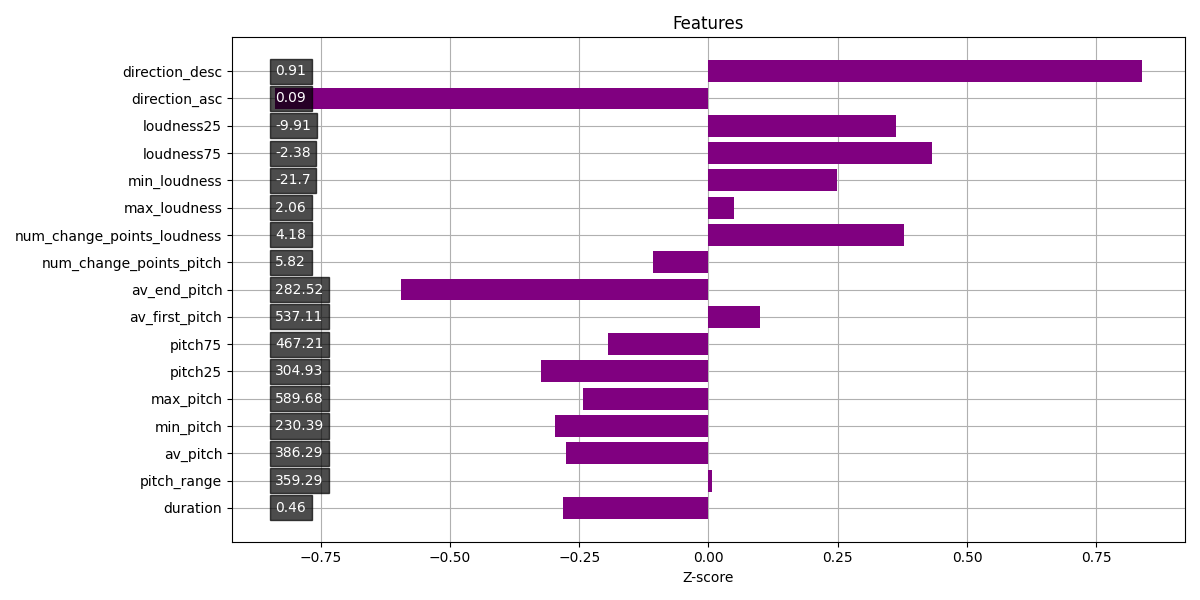 Features
direction_desc 0.91
direction_asc 0.09
loudness25 -9.91
loudness75 -2.38
min_loudness -21.7
max_loudness 2.06
num_change_points_loudness 4.18
num_change_points_pitch 5.82
av_end_pitch 282.52
av_first_pitch 537.11
pitch75 467.21
pitch25 304.93
max_pitch 589.68
min_pitch 230.39
av_pitch 386.29
pitch_range 359.29
duration 0.46
−0.75 −0.50 −0.25 0.00 0.25 0.50 0.75
Z-score